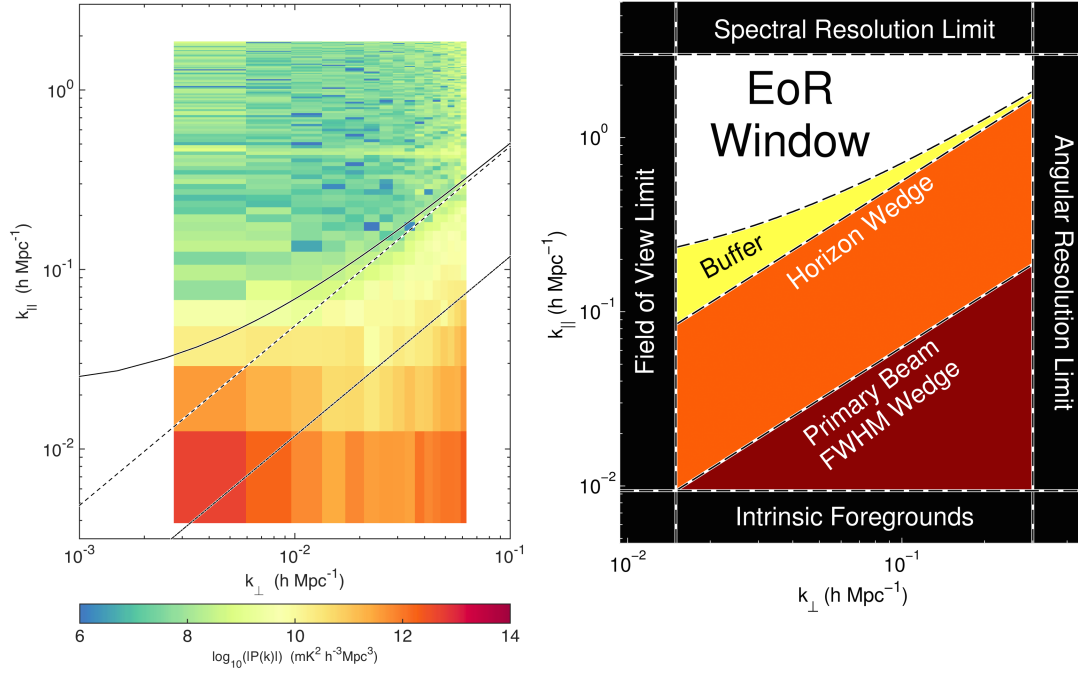 10⁰
10⁻¹
10⁻²
k∥ (h Mpc⁻¹)
10⁻³
10⁻²
10⁻¹
k⊥ (h Mpc⁻¹)
6
8
10
12
14
log₁₀(|P(k)|) (mK² h⁻³Mpc³)
Spectral Resolution Limit
EoR
Window
Field of View Limit
Angular Resolution Limit
Buffer
Horizon Wedge
Primary Beam
FWHM Wedge
Intrinsic Foregrounds
10⁰
10⁻¹
10⁻²
k∥ (h Mpc⁻¹)
10⁻²
10⁻¹
k⊥ (h Mpc⁻¹)